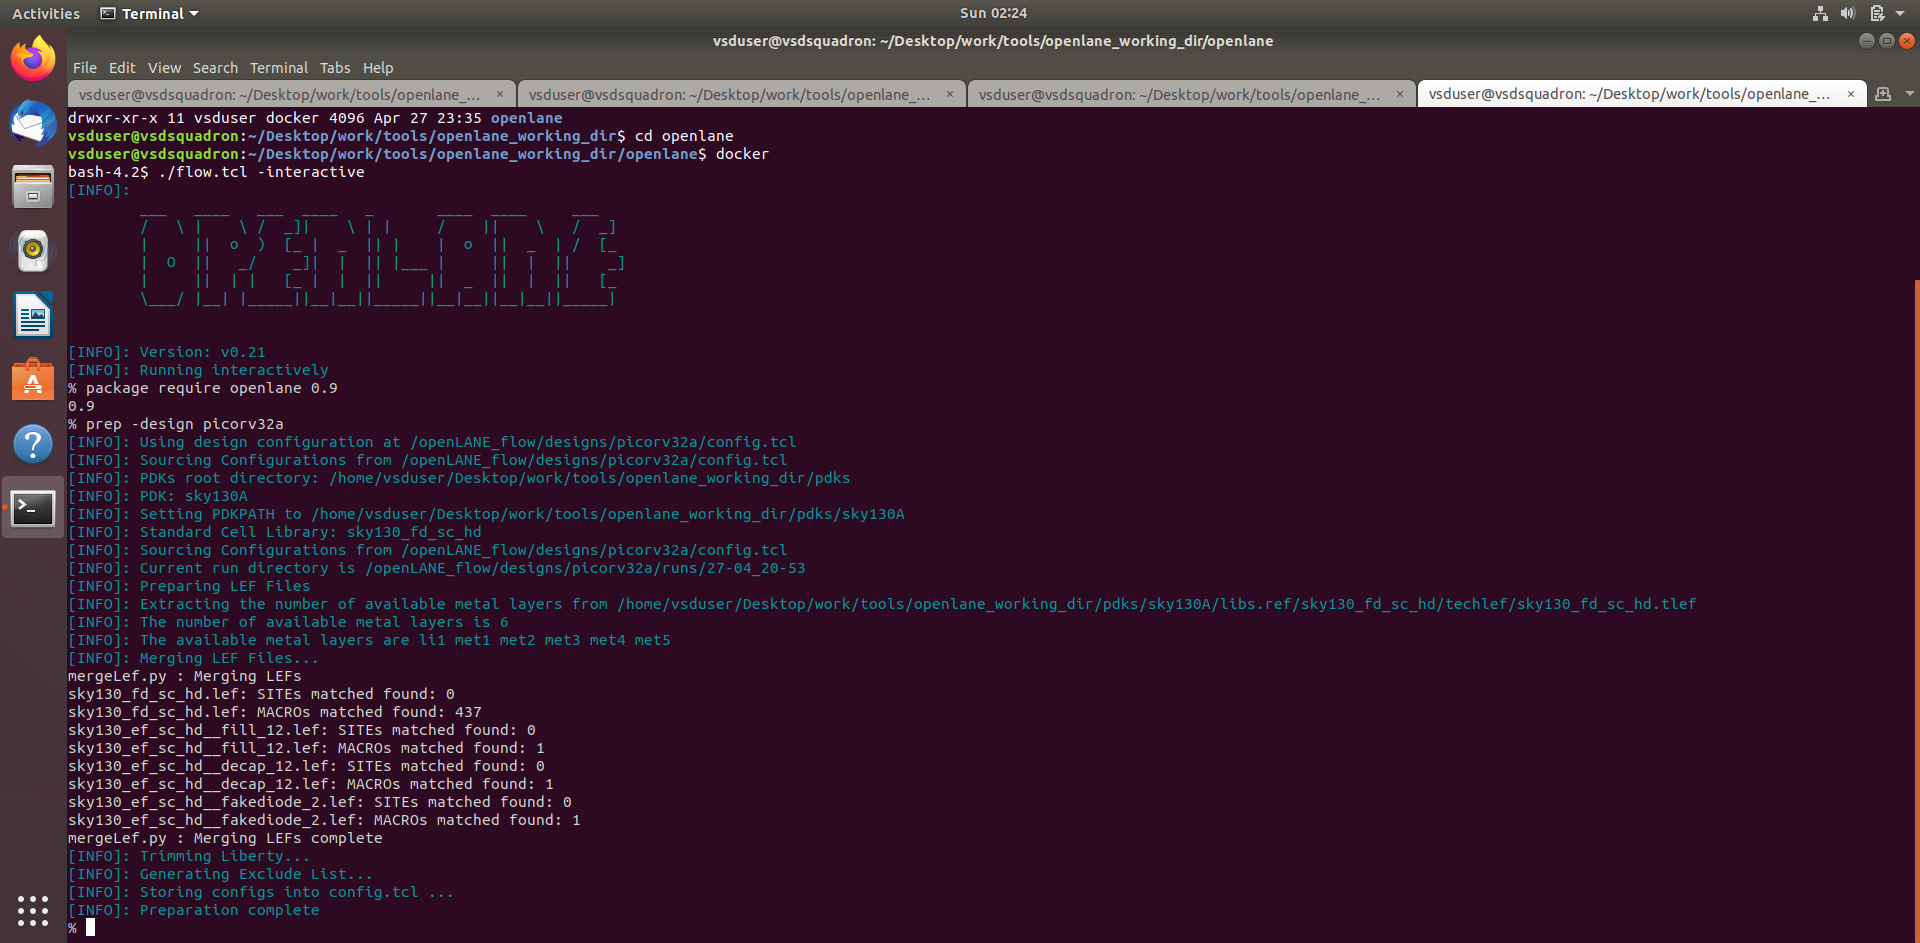 Activities Terminal Sun 02:24
vsduser@vsdsquadron: ~/Desktop/work/tools/openlane_working_dir/openlane
File Edit View Search Terminal Tabs Help
vsduser@vsdsquadron: ~/Desktop/work/tools/openlane_... × vsduser@vsdsquadron: ~/Desktop/work/tools/openlane_... × vsduser@vsdsquadron: ~/Desktop/work/tools/openlane_... × vsduser@vsdsquadron: ~/Desktop/work/tools/openlane_... ×
drwxr-xr-x 11 vsduser docker 4096 Apr 27 23:35 openlane
vsduser@vsdsquadron:~/Desktop/work/tools/openlane_working_dir$ cd openlane
vsduser@vsdsquadron:~/Desktop/work/tools/openlane_working_dir/openlane$ docker
bash-4.2$ ./flow.tcl -interactive
[INFO]:
OPENLANE
[INFO]: Version: v0.21
[INFO]: Running interactively
% package require openlane 0.9
0.9
% prep -design picorv32a
[INFO]: Using design configuration at /openLANE_flow/designs/picorv32a/config.tcl
[INFO]: Sourcing Configurations from /openLANE_flow/designs/picorv32a/config.tcl
[INFO]: PDKs root directory: /home/vsduser/Desktop/work/tools/openlane_working_dir/pdks
[INFO]: PDK: sky130A
[INFO]: Setting PDKPATH to /home/vsduser/Desktop/work/tools/openlane_working_dir/pdks/sky130A
[INFO]: Standard Cell Library: sky130_fd_sc_hd
[INFO]: Sourcing Configurations from /openLANE_flow/designs/picorv32a/config.tcl
[INFO]: Current run directory is /openLANE_flow/designs/picorv32a/runs/27-04_20-53
[INFO]: Preparing LEF Files
[INFO]: Extracting the number of available metal layers from /home/vsduser/Desktop/work/tools/openlane_working_dir/pdks/sky130A/libs.ref/sky130_fd_sc_hd/techlef/sky130_fd_sc_hd.tlef
[INFO]: The number of available metal layers is 6
[INFO]: The available metal layers are li1 met1 met2 met3 met4 met5
[INFO]: Merging LEF Files...
mergeLef.py : Merging LEFs
sky130_fd_sc_hd.lef: SITEs matched found: 0
sky130_fd_sc_hd.lef: MACROs matched found: 437
sky130_ef_sc_hd__fill_12.lef: SITEs matched found: 0
sky130_ef_sc_hd__fill_12.lef: MACROs matched found: 1
sky130_ef_sc_hd__decap_12.lef: SITEs matched found: 0
sky130_ef_sc_hd__decap_12.lef: MACROs matched found: 1
sky130_ef_sc_hd__fakediode_2.lef: SITEs matched found: 0
sky130_ef_sc_hd__fakediode_2.lef: MACROs matched found: 1
mergeLef.py : Merging LEFs complete
[INFO]: Trimming Liberty...
[INFO]: Generating Exclude List...
[INFO]: Storing configs into config.tcl ...
[INFO]: Preparation complete
%